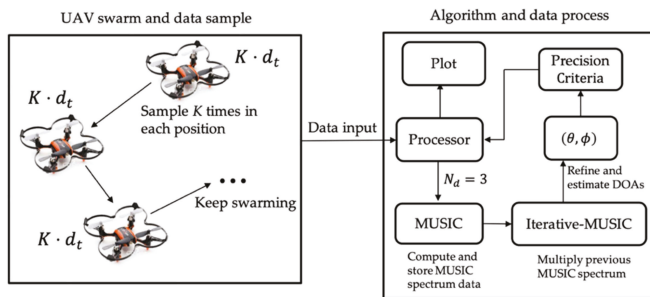 UAV swarm and data sample
K · d_t
K · d_t
Sample K times in
each position
K · d_t
Keep swarming
Data input
Algorithm and data process
Plot
Precision
Criteria
Processor
(θ, ϕ)
N_d = 3
Refine and
estimate DOAs
MUSIC
Iterative-MUSIC
Compute and
store MUSIC
spectrum data
Multiply previous
MUSIC spectrum